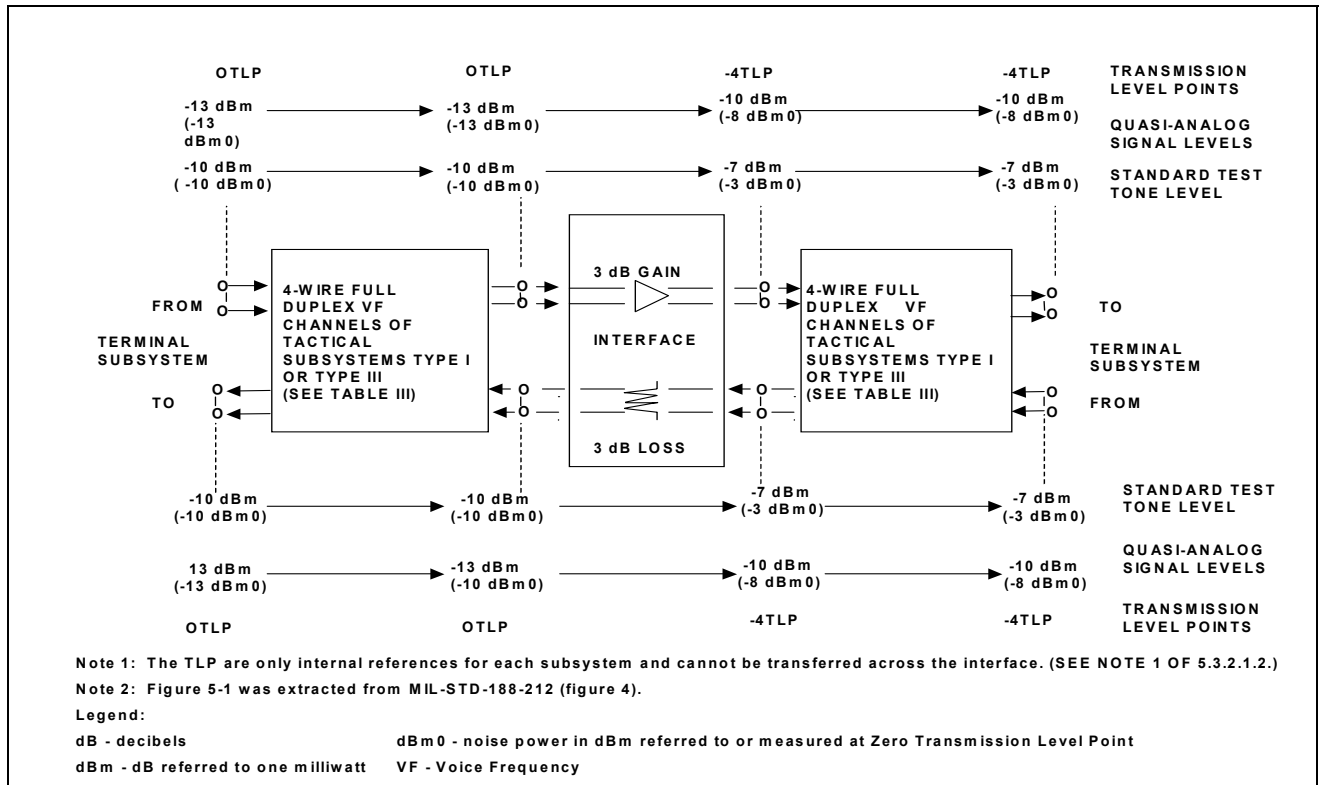 OTLP OTLP -4TLP -4TLP TRANSMISSION
LEVEL POINTS
-13 dBm
(-13
dBm0)
-13 dBm
(-13 dBm0)
-10 dBm
(-8 dBm0)
-10 dBm
(-8 dBm0)
QUASI-ANALOG
SIGNAL LEVELS
-10 dBm
( -10 dBm0)
-10 dBm
(-10 dBm0)
-7 dBm
(-3 dBm0)
-7 dBm
(-3 dBm0)
STANDARD TEST
TONE LEVEL
O
O
FROM
TERMINAL
SUBSYSTEM
TO
O
O
4-WIRE FULL
DUPLEX VF
CHANNELS OF
TACTICAL
SUBSYSTEMS TYPE I
OR TYPE III
(SEE TABLE III)
O
O
O
O
3 dB GAIN
INTERFACE
3 dB LOSS
O
O
O
O
4-WIRE FULL
DUPLEX VF
CHANNELS OF
TACTICAL
SUBSYSTEMS TYPE I
OR TYPE III
(SEE TABLE III)
O
O
TO
TERMINAL
SUBSYSTEM
FROM
O
O
-10 dBm
(-10 dBm0)
-10 dBm
(-10 dBm0)
-7 dBm
(-3 dBm0)
-7 dBm
(-3 dBm0)
STANDARD TEST
TONE LEVEL
13 dBm
(-13 dBm0)
-13 dBm
(-10 dBm0)
-10 dBm
(-8 dBm0)
-10 dBm
(-8 dBm0)
QUASI-ANALOG
SIGNAL LEVELS
OTLP OTLP -4TLP -4TLP TRANSMISSION
LEVEL POINTS
Note 1: The TLP are only internal references for each subsystem and cannot be transferred across the interface. (SEE NOTE 1 OF 5.3.2.1.2.)
Note 2: Figure 5-1 was extracted from MIL-STD-188-212 (figure 4).
Legend:
dB - decibels dBm0 - noise power in dBm referred to or measured at Zero Transmission Level Point
dBm - dB referred to one milliwatt VF - Voice Frequency